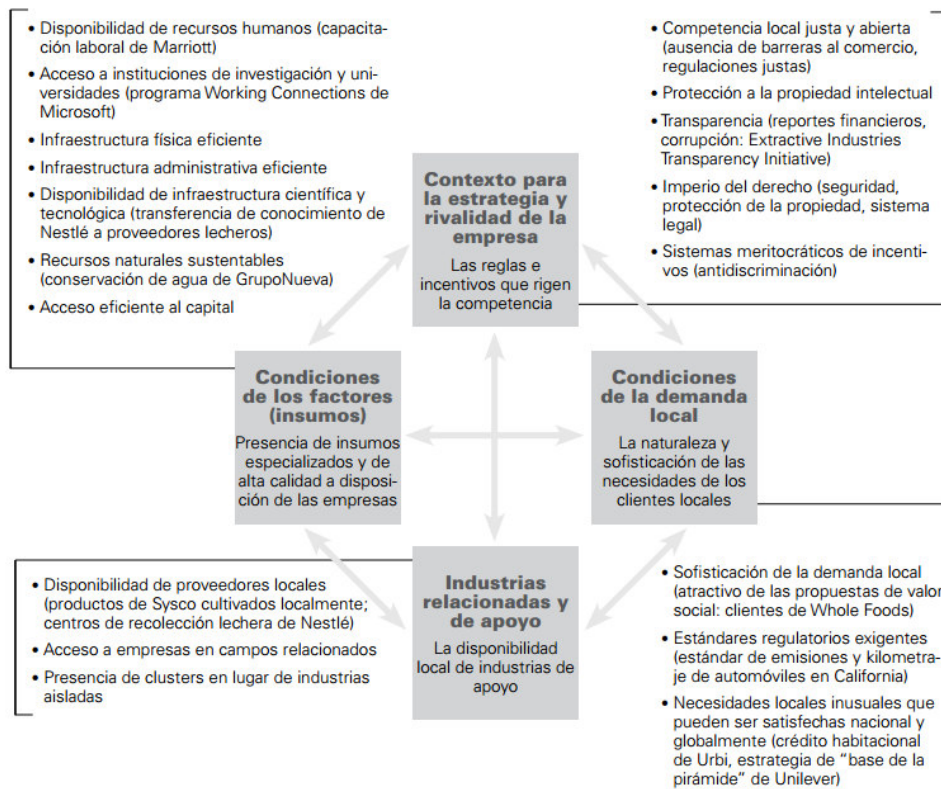 • Disponibilidad de recursos humanos (capacita-
ción laboral de Marriott)
• Acceso a instituciones de investigación y uni-
versidades (programa Working Connections de
Microsoft)
• Infraestructura física eficiente
• Infraestructura administrativa eficiente
• Disponibilidad de infraestructura científica y
tecnológica (transferencia de conocimiento de
Nestlé a proveedores lecheros)
• Recursos naturales sustentables
(conservación de agua de GrupoNueva)
• Acceso eficiente al capital
• Competencia local justa y abierta
(ausencia de barreras al comercio,
regulaciones justas)
• Protección a la propiedad intelectual
• Transparencia (reportes financieros,
corrupción: Extractive Industries
Transparency Initiative)
• Imperio del derecho (seguridad,
protección de la propiedad, sistema
legal)
• Sistemas meritocráticos de incenti-
vos (antidiscriminación)
Contexto para
la estrategia y
rivalidad de la
empresa
Las reglas e
incentivos que rigen
la competencia
Condiciones
de los factores
(insumos)
Presencia de insumos
especializados y de
alta calidad a dispo-
sición de las empresas
Condiciones
de la demanda
local
La naturaleza y
sofisticación de las
necesidades de los
clientes locales
Industrias
relacionadas y
de apoyo
La disponibilidad
local de industrias de
apoyo
• Disponibilidad de proveedores locales
(productos de Sysco cultivados localmente;
centros de recolección lechera de Nestlé)
• Acceso a empresas en campos relacionados
• Presencia de clusters en lugar de industrias
aisladas
• Sofisticación de la demanda local
(atractivo de las propuestas de valor
social: clientes de Whole Foods)
• Estándares regulatorios exigentes
(estándar de emisiones y kilometra-
je de automóviles en California)
• Necesidades locales inusuales que
pueden ser satisfechas nacional y
globalmente (crédito habitacional
de Urbi, estrategia de “base de la
pirámide” de Unilever)